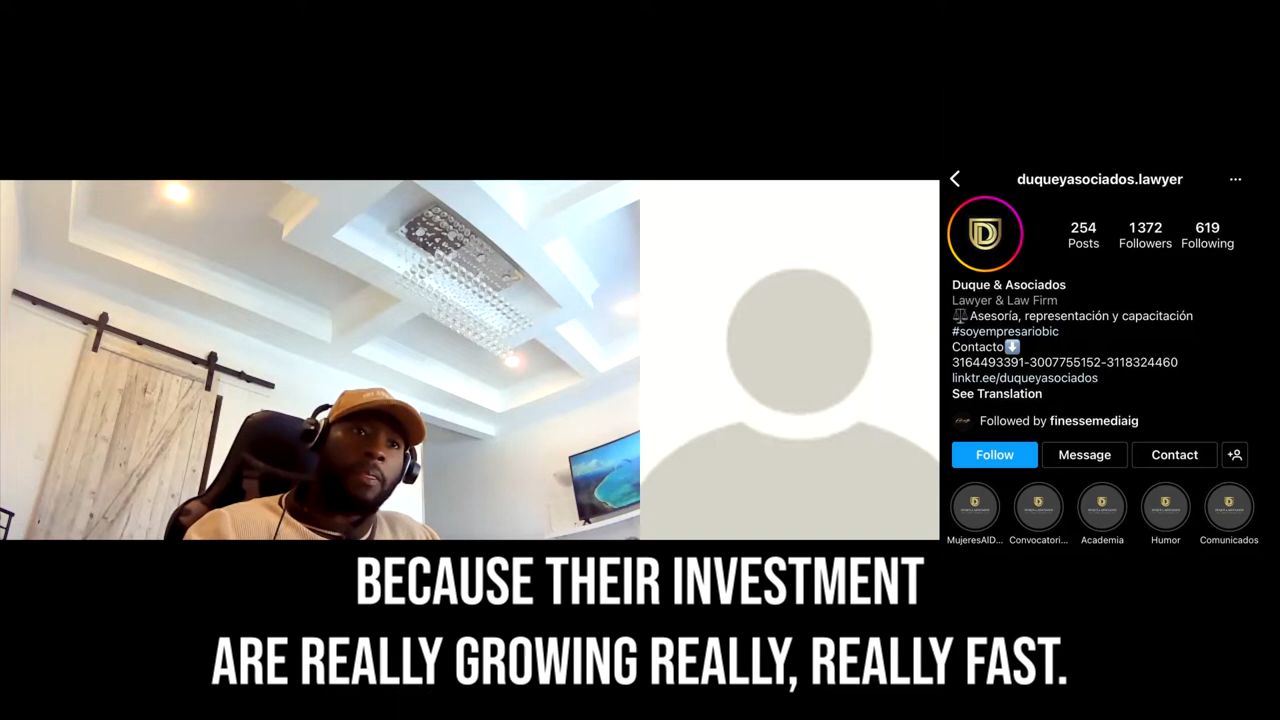 duqueyasociados.lawyer
254
1372
619
Posts
Followers
Following
Duque & Asociados
Lawyer & Law Firm
⚖️Asesoría, representación y capacitación
#soyempresariobic
Contacto⬇️
3164493391-3007755152-3118324460
linktr.ee/duqueyasociados
See Translation
Followed by finessemediaig
Follow
Message
Contact
MujeresAlD...
Convocatori...
Academia
Humor
Comunicados
BECAUSE THEIR INVESTMENT
ARE REALLY GROWING REALLY, REALLY FAST.